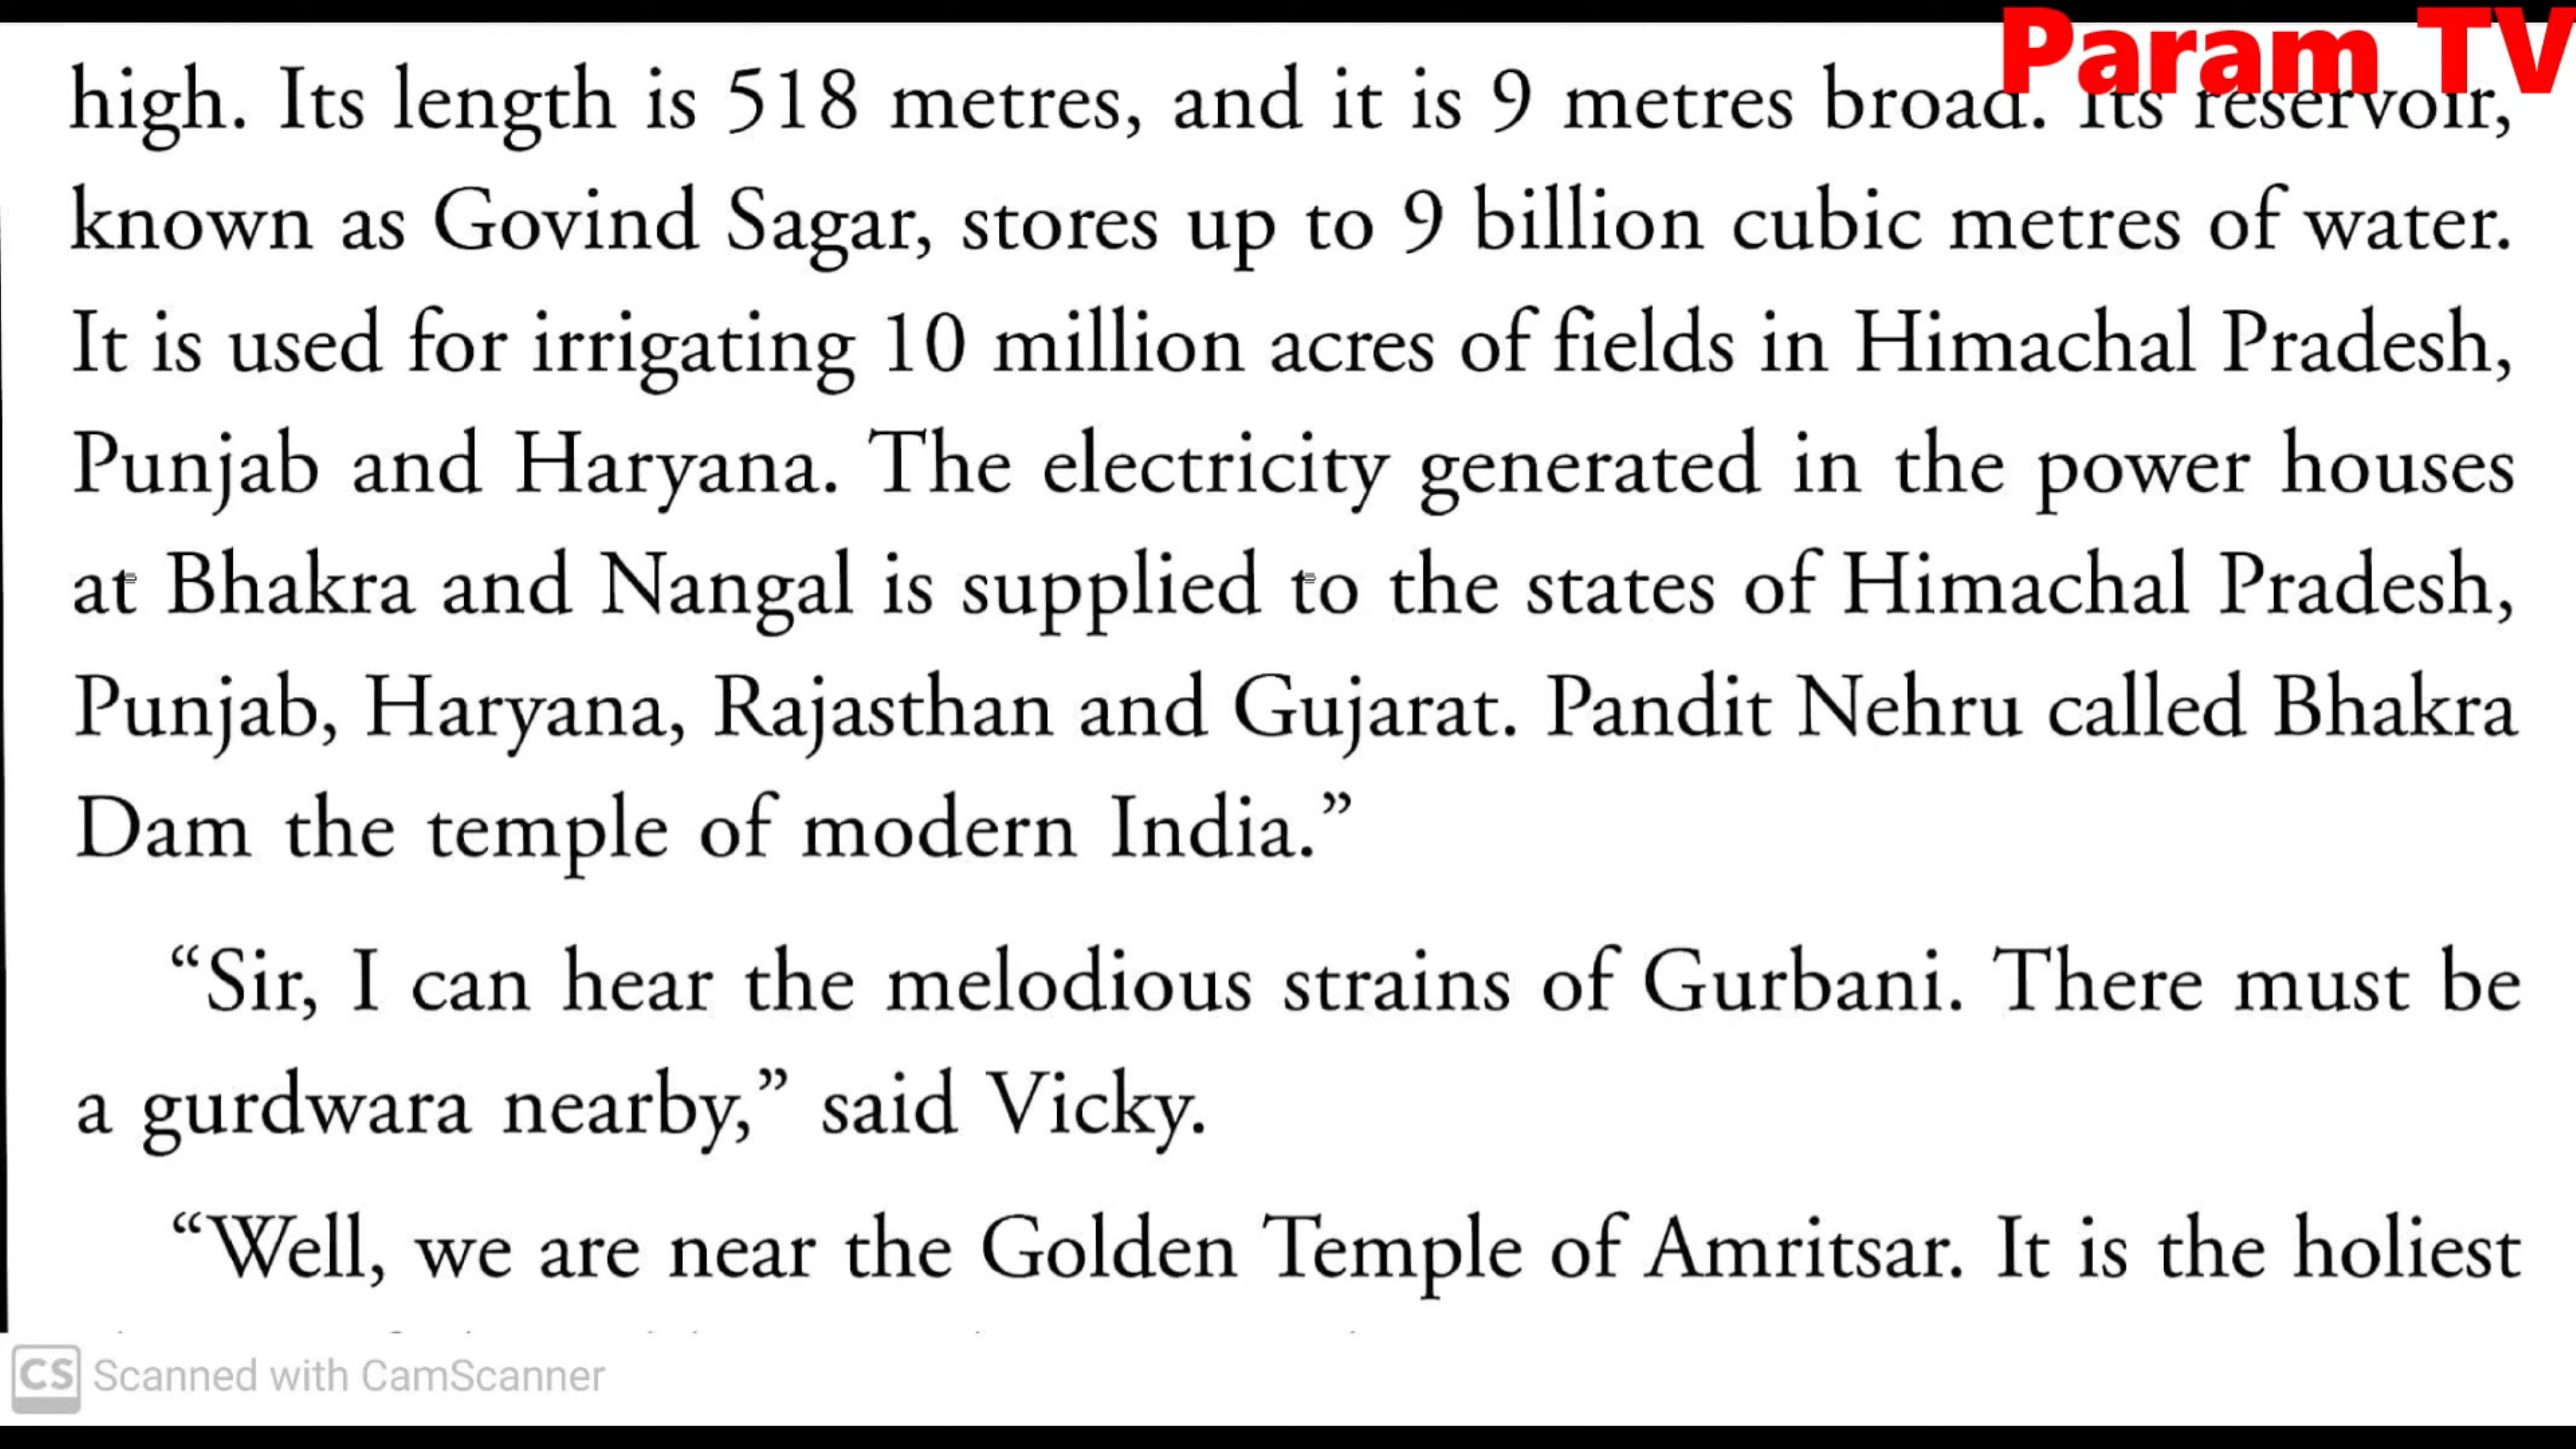 Param TV
high. Its length is 518 metres, and it is 9 metres broad. Its reservoir,
known as Govind Sagar, stores up to 9 billion cubic metres of water.
It is used for irrigating 10 million acres of fields in Himachal Pradesh,
Punjab and Haryana. The electricity generated in the power houses
at Bhakra and Nangal is supplied to the states of Himachal Pradesh,
Punjab, Haryana, Rajasthan and Gujarat. Pandit Nehru called Bhakra
Dam the temple of modern India.”
“Sir, I can hear the melodious strains of Gurbani. There must be
a gurdwara nearby,” said Vicky.
“Well, we are near the Golden Temple of Amritsar. It is the holiest
CS Scanned with CamScanner